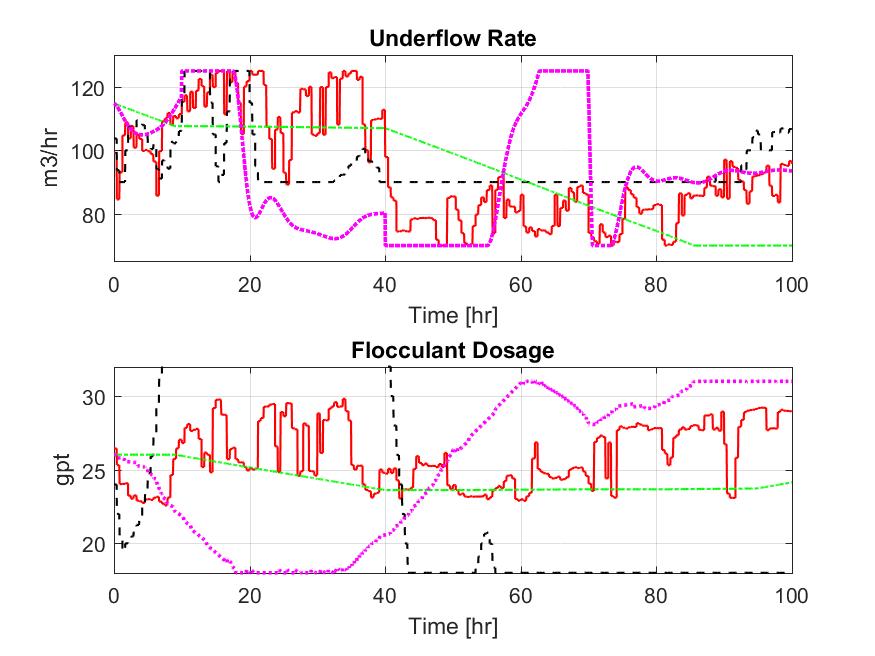 Underflow Rate
120
100
80
m3/hr
0 20 40 60 80 100
Time [hr]
Flocculant Dosage
30
25
20
gpt
0 20 40 60 80 100
Time [hr]